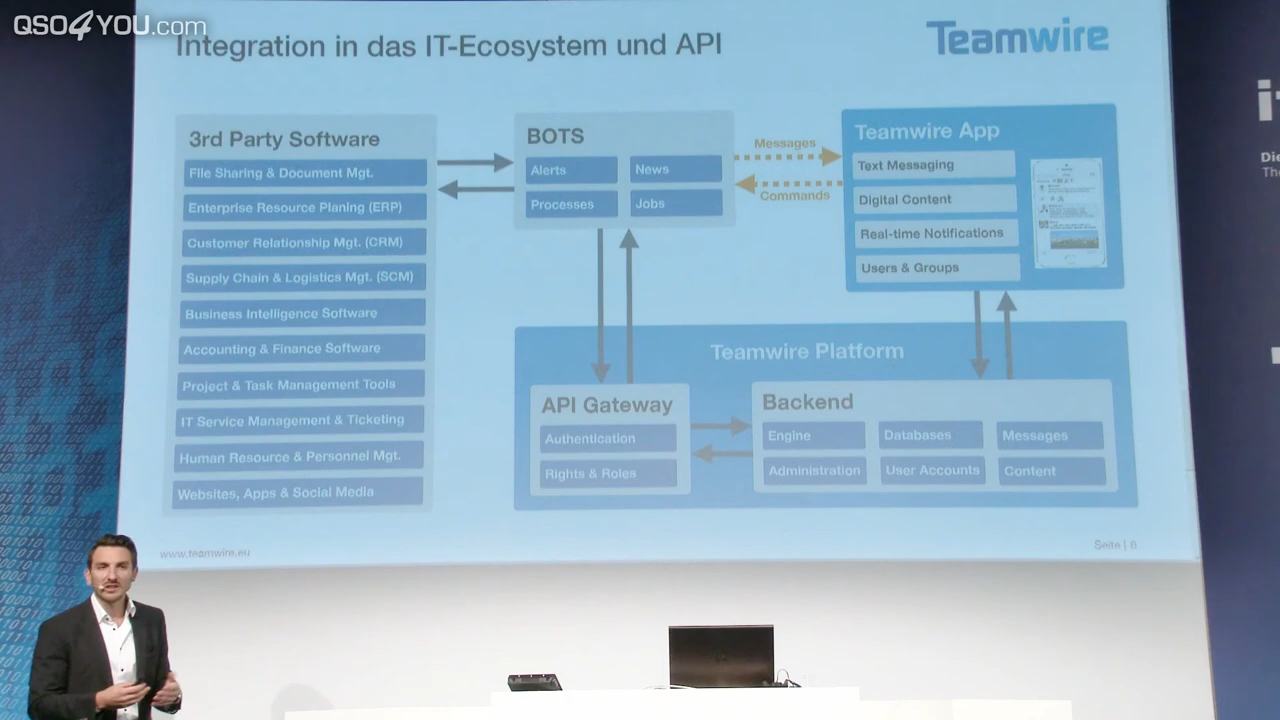 QSO4YOU.com
Integration in das IT-Ecosystem und API
Teamwire
3rd Party Software
File Sharing & Document Mgt.
Enterprise Resource Planing (ERP)
Customer Relationship Mgt. (CRM)
Supply Chain & Logistics Mgt. (SCM)
Business Intelligence Software
Accounting & Finance Software
Project & Task Management Tools
IT Service Management & Ticketing
Human Resource & Personnel Mgt.
Websites, Apps & Social Media
BOTS
Alerts
News
Processes
Jobs
Messages
Commands
Teamwire App
Text Messaging
Digital Content
Real-time Notifications
Users & Groups
Teamwire Platform
API Gateway
Authentication
Rights & Roles
Backend
Engine
Databases
Messages
Administration
User Accounts
Content
www.teamwire.eu
Seite | 6